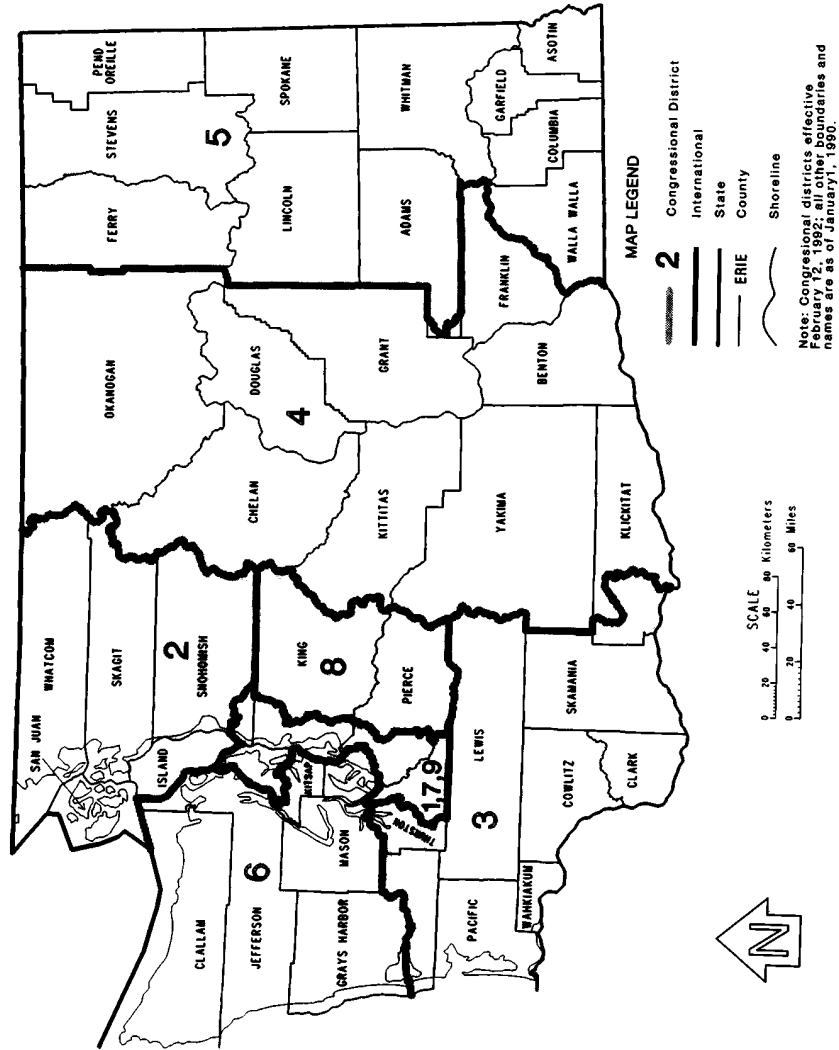 PEND
OREILLE
STEVENS
FERRY
5
SPOKANE
LINCOLN
WHITMAN
ADAMS
GARFIELD
ASOTIN
COLUMBIA
WALLA WALLA
FRANKLIN
OKANOGAN
DOUGLAS
4
GRANT
BENTON
CHELAN
KITTITAS
YAKIMA
KLICKITAT
WHATCOM
SAN JUAN
SKAGIT
2
SNOHOMISH
ISLAND
KING
8
PIERCE
KITSAP
1,7,9
THURSTON
LEWIS
3
SKAMANIA
COWLITZ
CLARK
CLALLAM
JEFFERSON
6
MASON
GRAYS HARBOR
PACIFIC
WAHKIAKUM
MAP LEGEND
2 Congressional District
International
State
ERIE County
Shoreline
Note: Congresional districts effective
February 12, 1992; all other boundaries and
names are as of January1, 1990.
SCALE
0 20 40 60 80 Kilometers
0 20 40 60 Miles
N